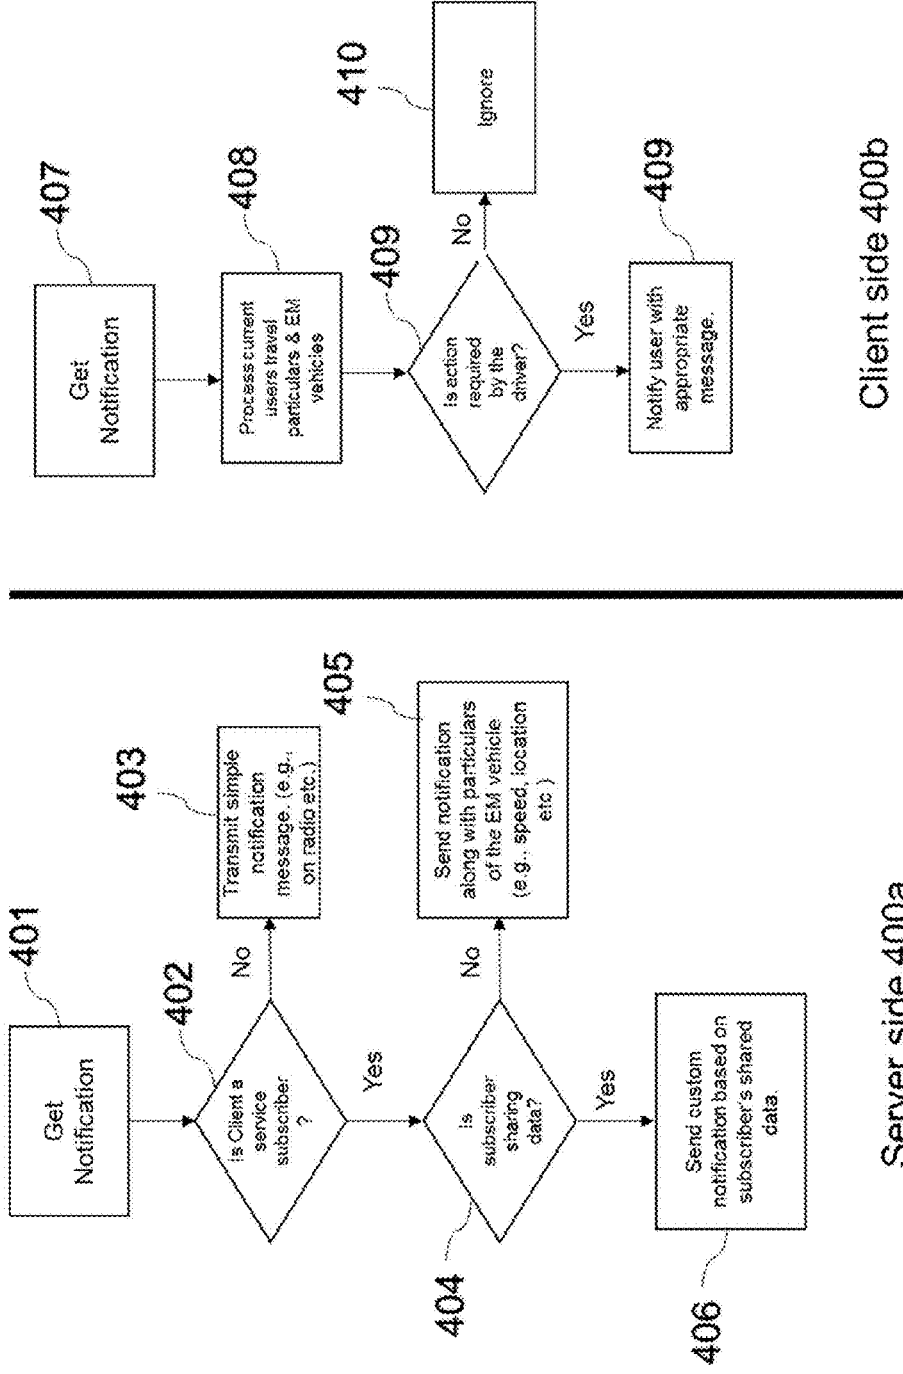 401
Get
Notification
402
Is Client a
service
subscriber
?
No
403
Transmit simple
notification
message. (e.g.,
on radio etc.)
Yes
404
Is
subscriber
sharing
data?
No
405
Send notification
along with particulars
of the EM vehicle
(e.g., speed, location
etc )
Yes
406
Send custom
notification based on
subscriber's shared
data.
Server side 400a
407
Get
Notification
408
Process current
users travel
particulars & EM
vehicles
409
Is action
required
by the
driver?
No
410
Ignore
Yes
409
Notify user with
appropriate
message.
Client side 400b